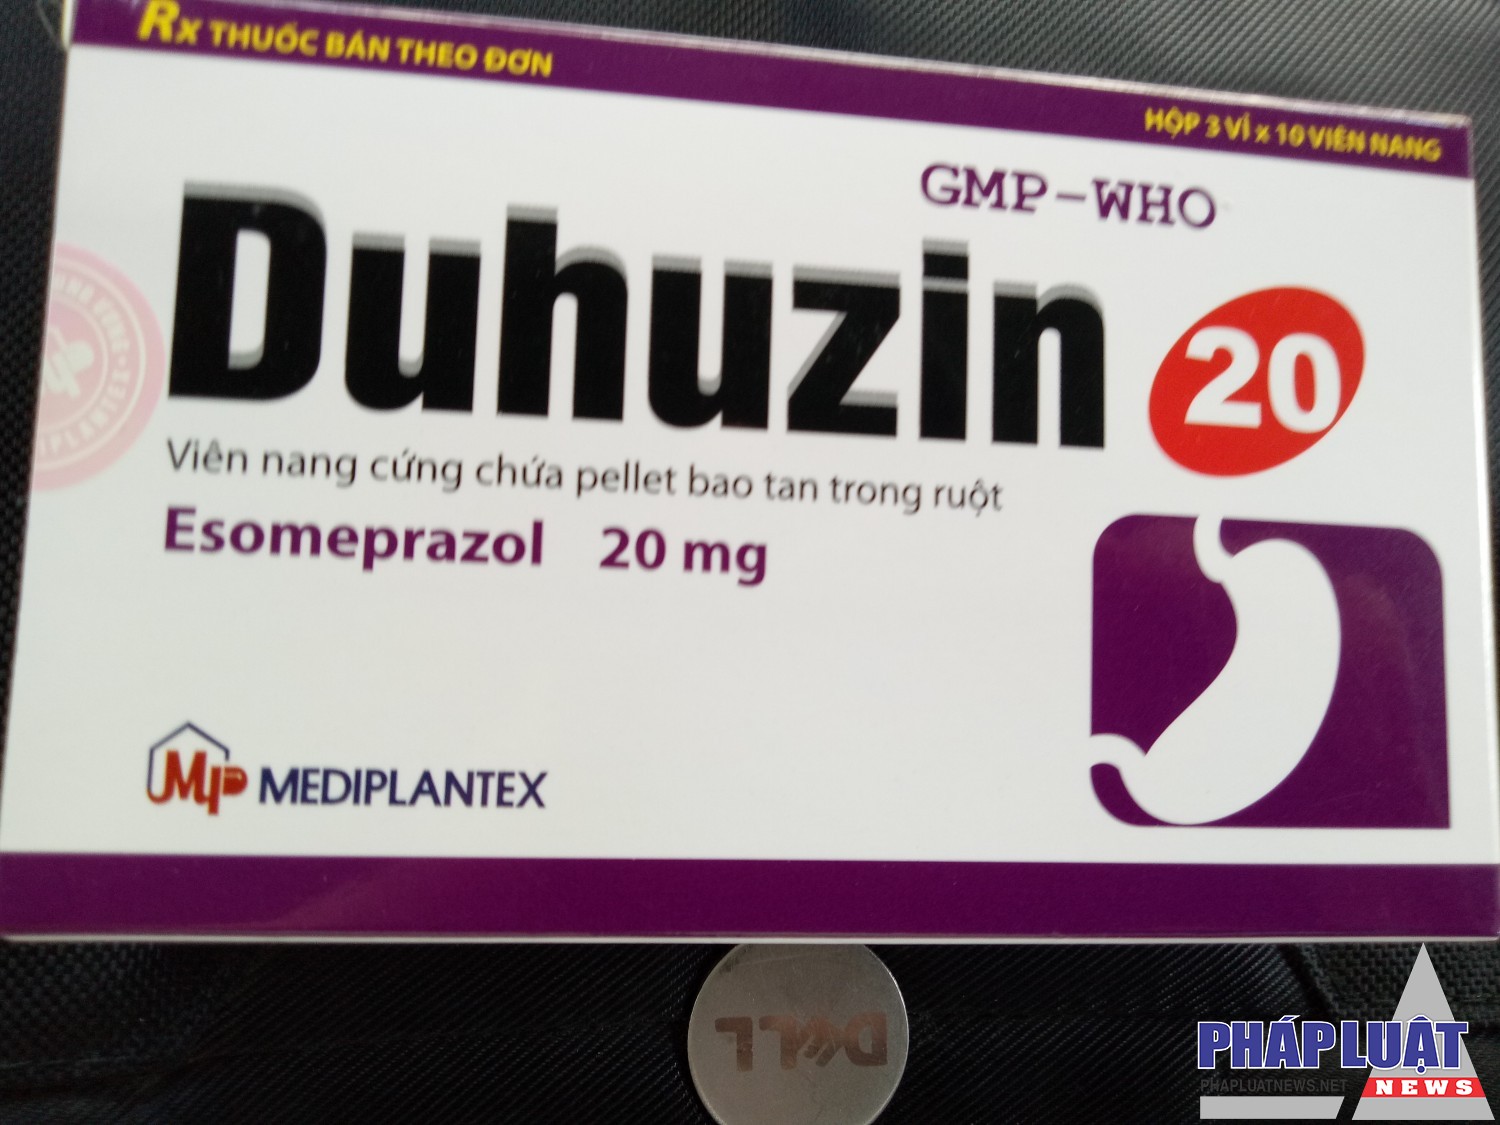 Rx THUỐC BÁN THEO ĐƠN
HỘP 3 VỈ x 10 VIÊN NANG
GMP-WHO
Duhuzin 20
Viên nang cứng chứa pellet bao tan trong ruột
Esomeprazol 20 mg
MP MEDIPLANTEX
DELL
PHÁP LUẬT
PHAPLUATNEWS.NET
NEWS